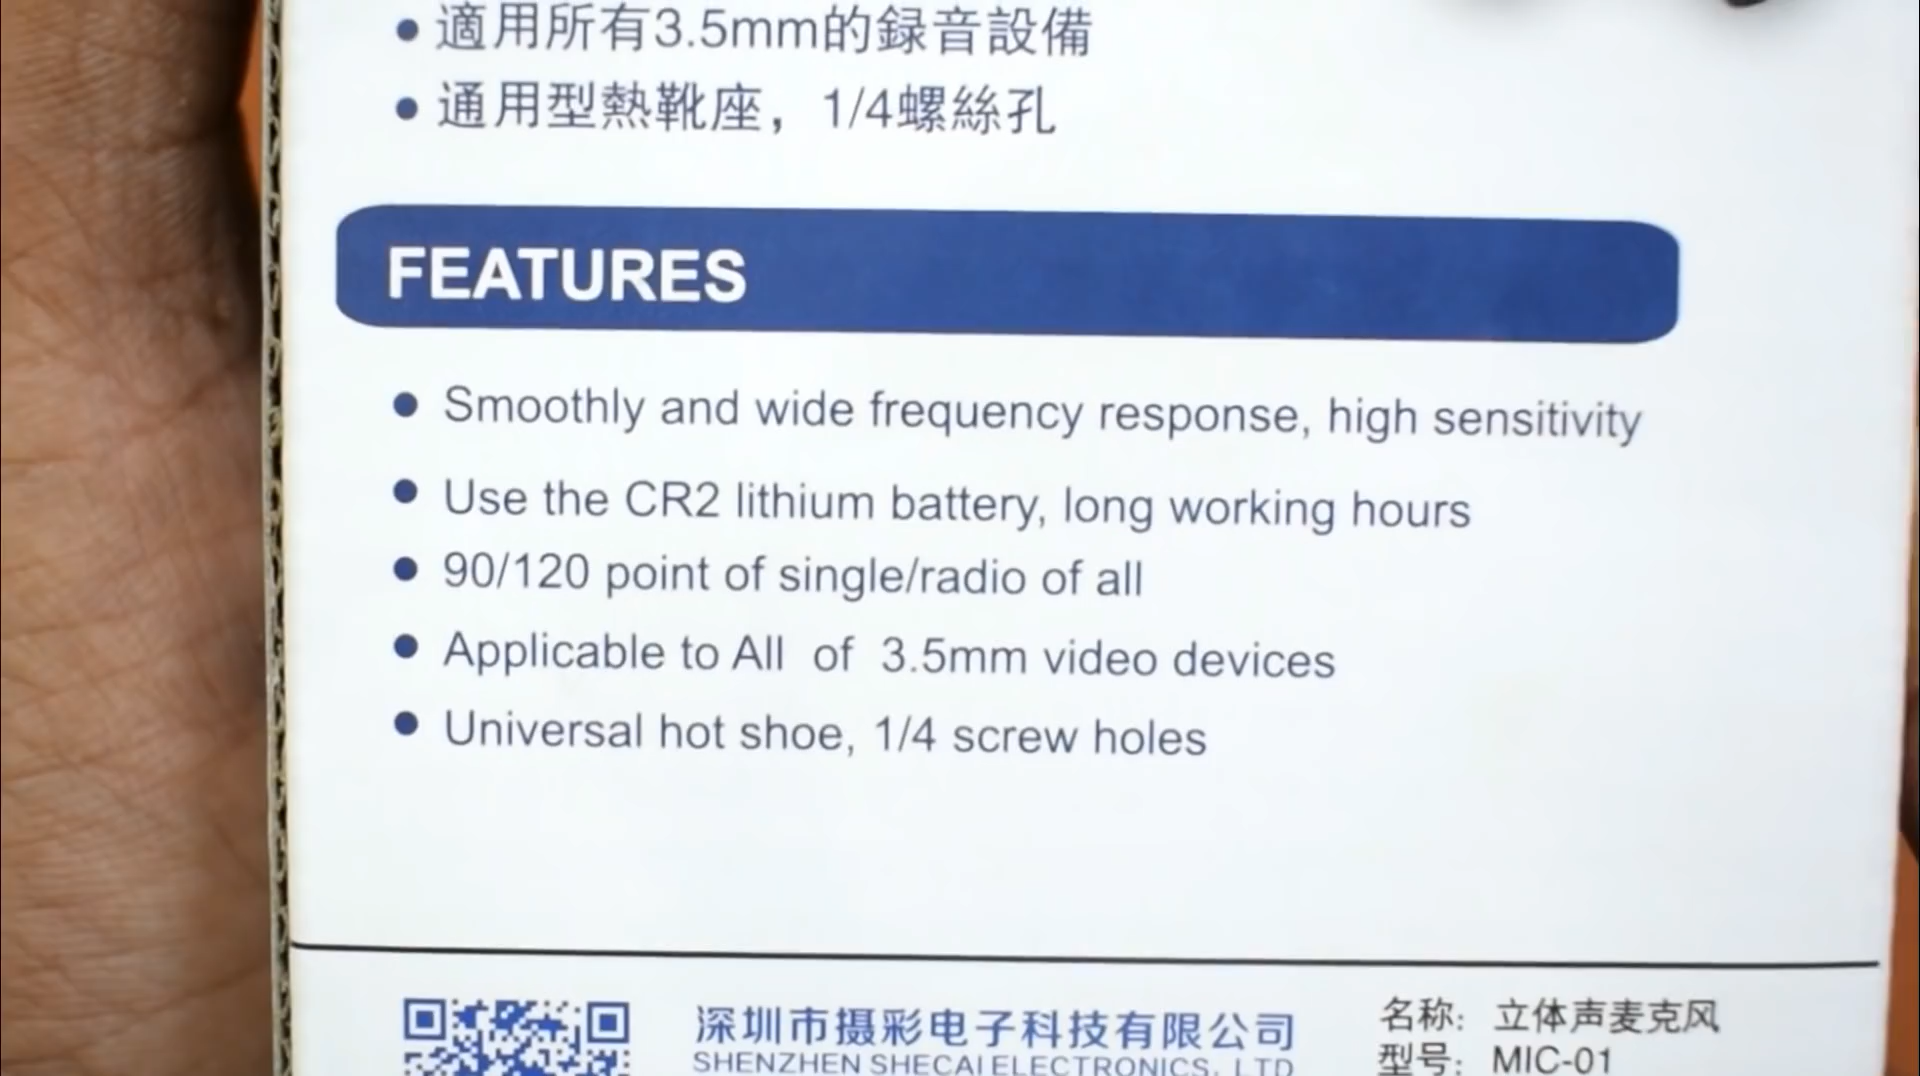 ● 適用所有3.5mm的録音設備
● 通用型熱靴座，1/4螺絲孔
FEATURES
● Smoothly and wide frequency response, high sensitivity
● Use the CR2 lithium battery, long working hours
● 90/120 point of single/radio of all
● Applicable to All of 3.5mm video devices
● Universal hot shoe, 1/4 screw holes
深圳市摄彩电子科技有限公司
SHENZHEN SHECAI ELECTRONICS, LTD
名称: 立体声麦克风
型号: MIC-01